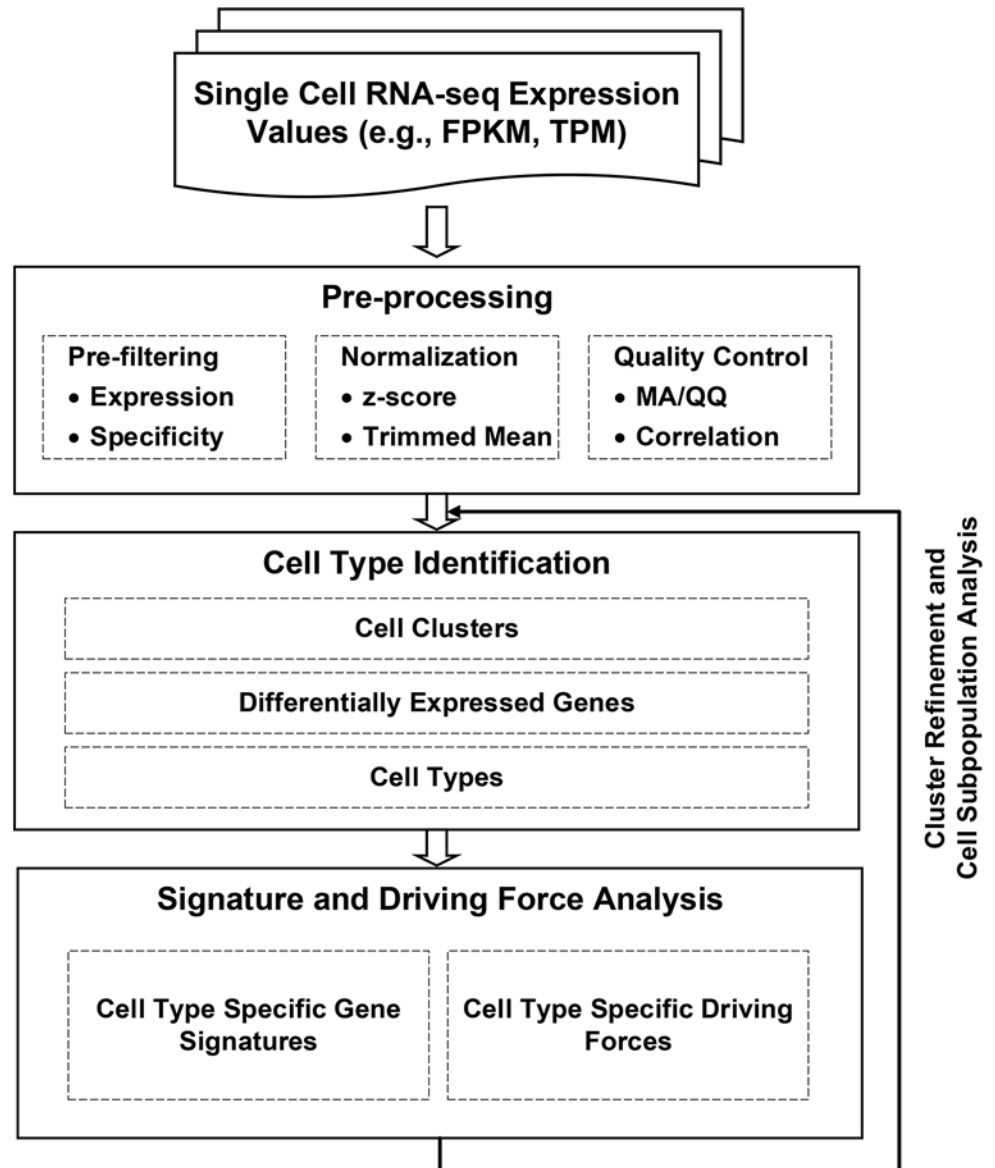 Single Cell RNA-seq Expression
Values (e.g., FPKM, TPM)
Pre-processing
Pre-filtering
• Expression
• Specificity
Normalization
• z-score
• Trimmed Mean
Quality Control
• MA/QQ
• Correlation
Cell Type Identification
Cell Clusters
Differentially Expressed Genes
Cell Types
Signature and Driving Force Analysis
Cell Type Specific Gene
Signatures
Cell Type Specific Driving
Forces
Cluster Refinement and
Cell Subpopulation Analysis